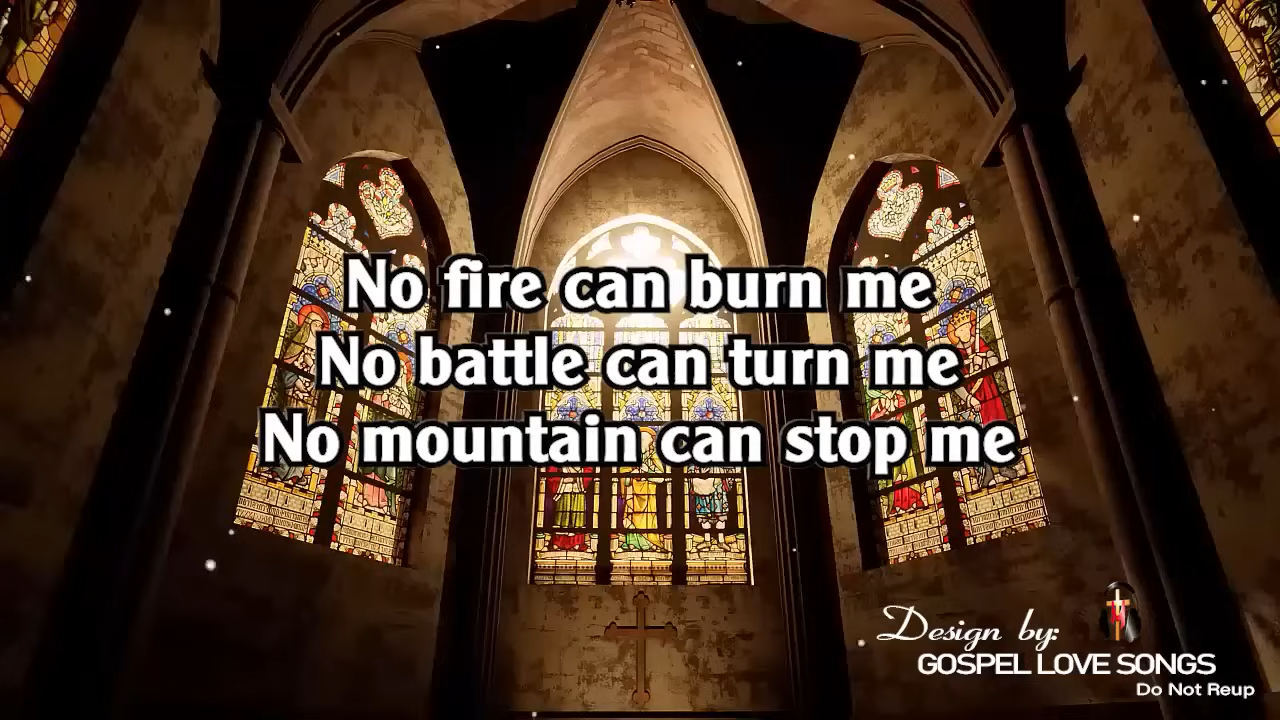 No fire can burn me
No battle can turn me
No mountain can stop me
Design by:
GOSPEL LOVE SONGS
Do Not Reup